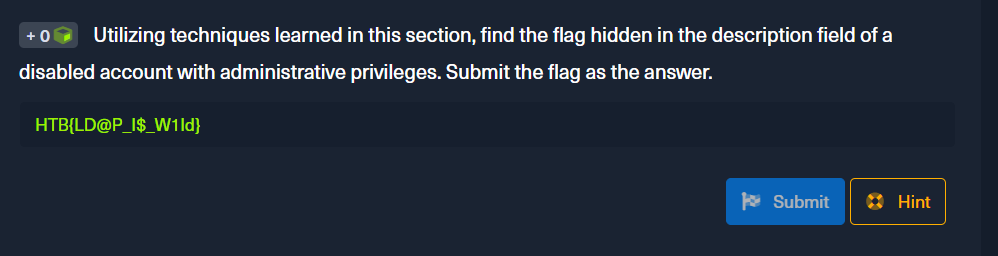 + 0 Utilizing techniques learned in this section, find the flag hidden in the description field of a
disabled account with administrative privileges. Submit the flag as the answer.
HTB{LD@P_I$_W1ld}
Submit
Hint